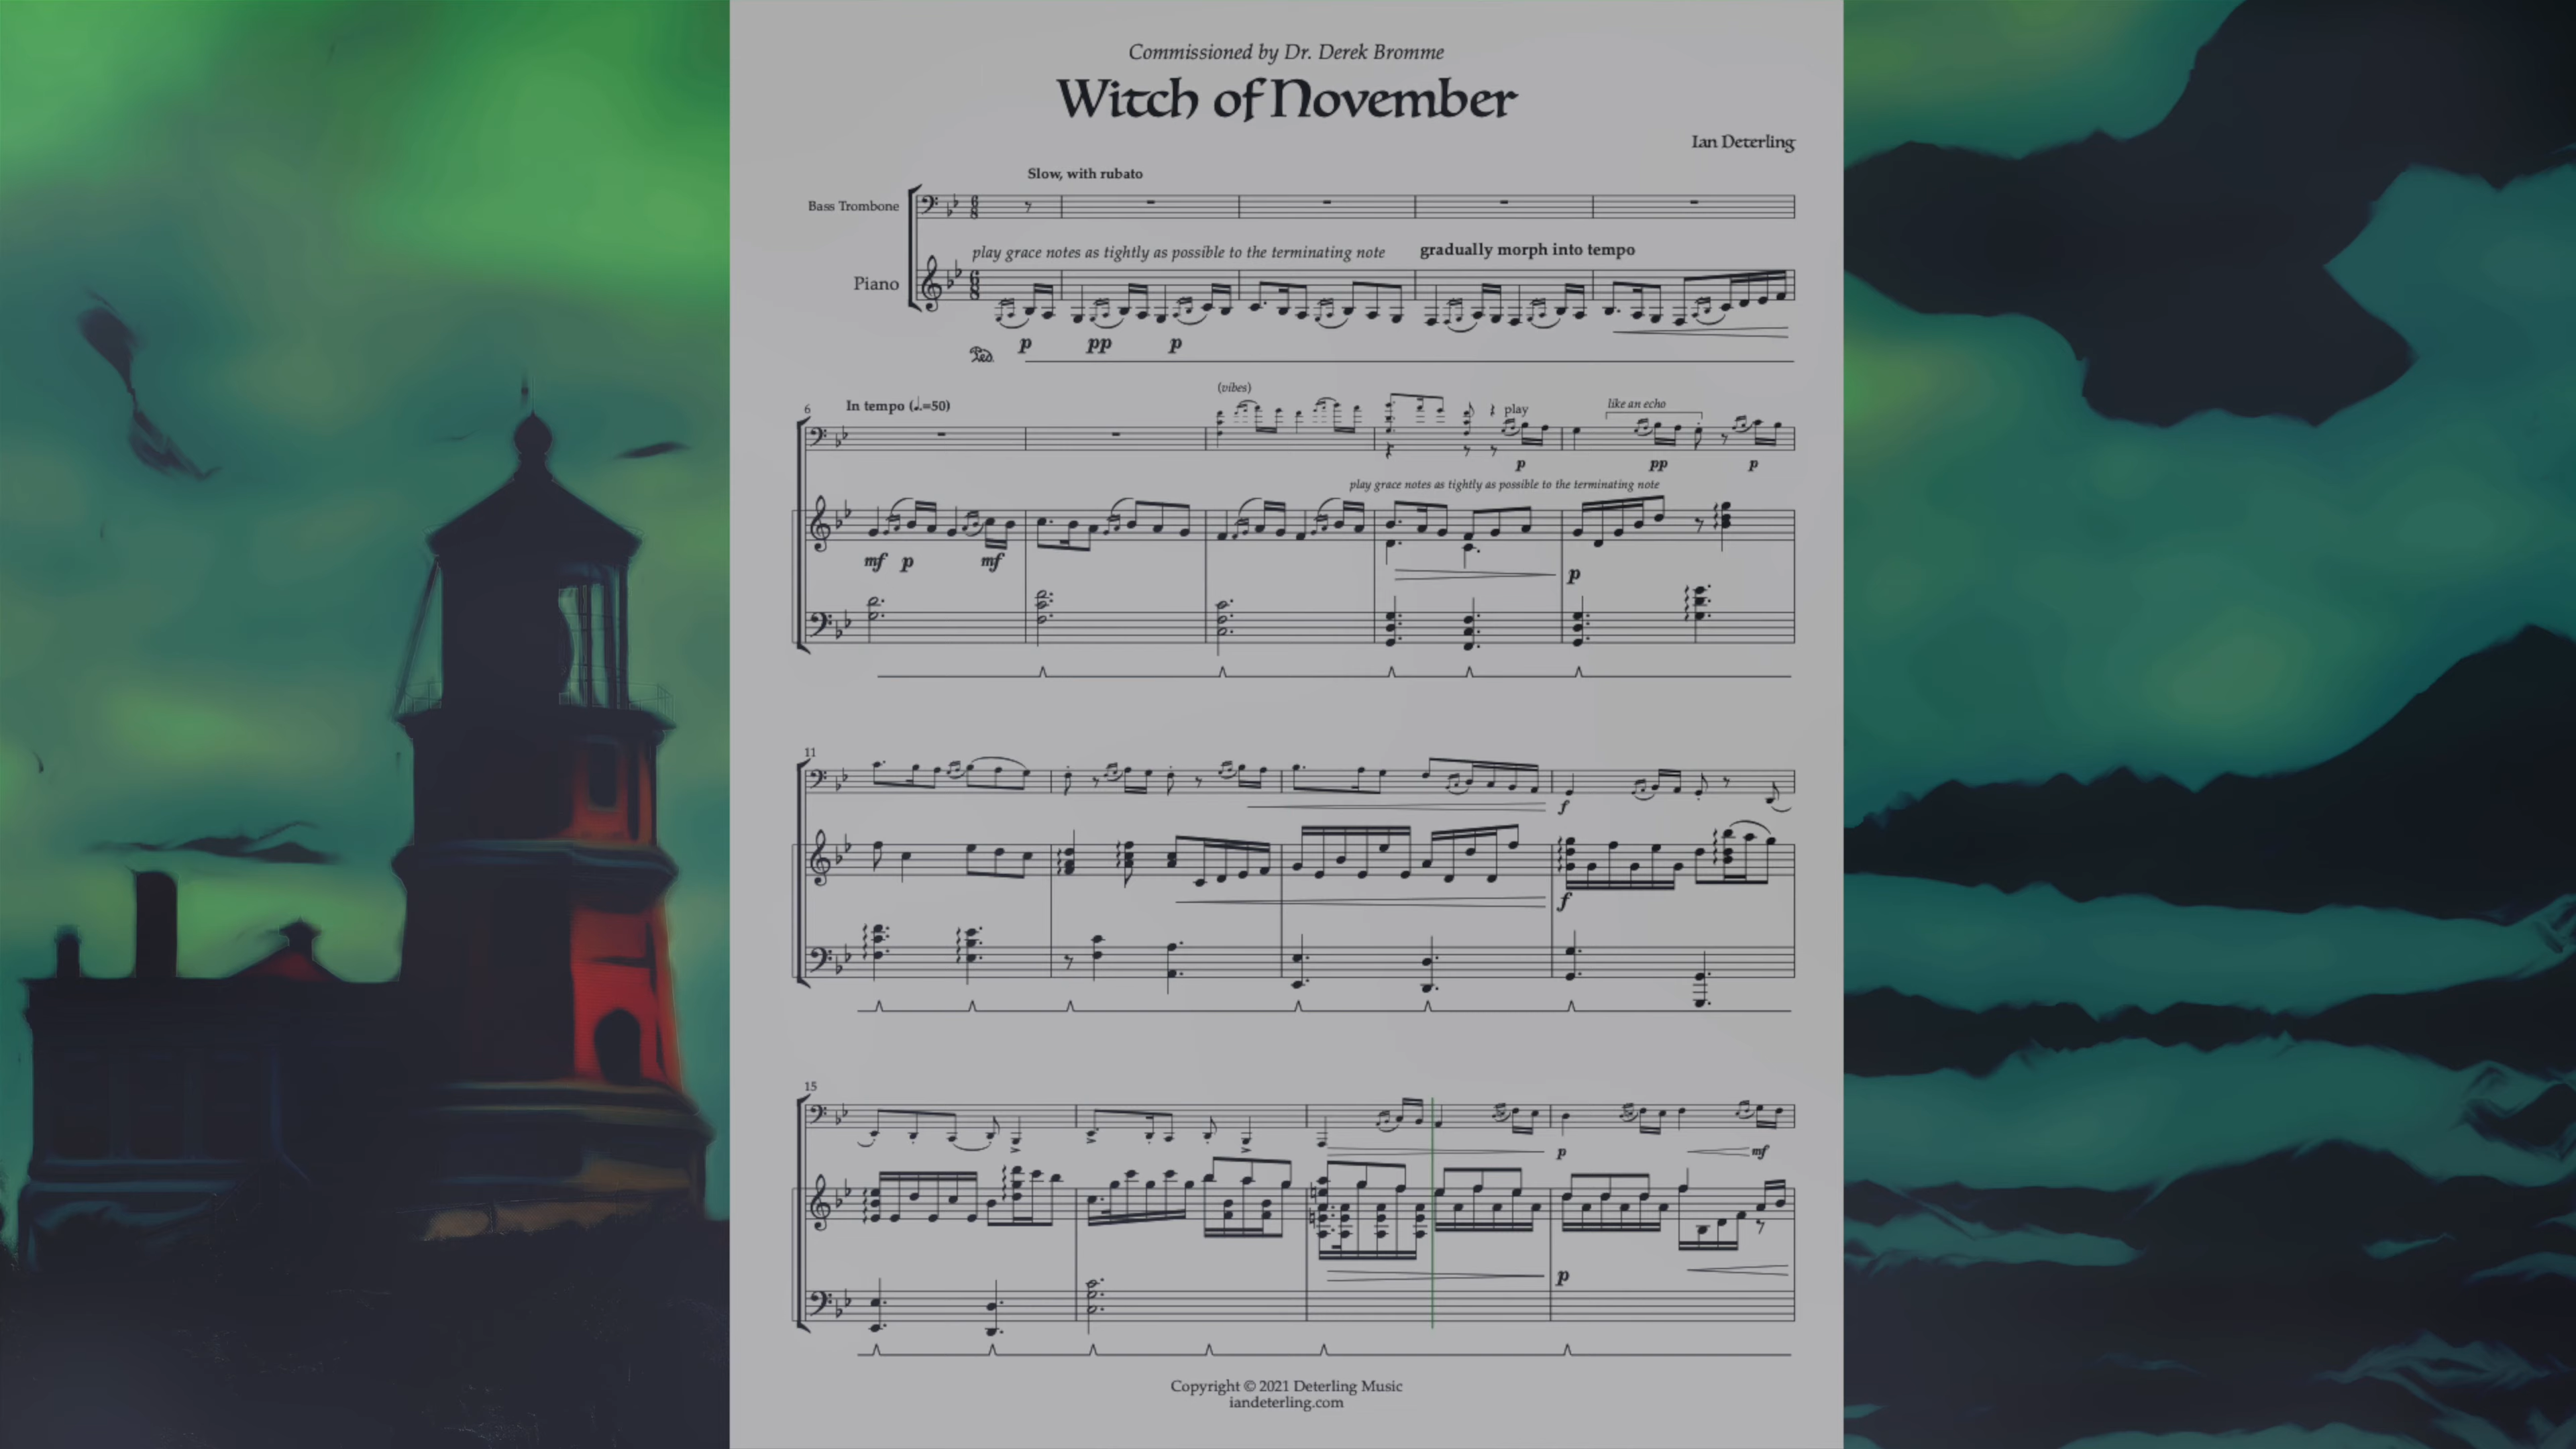 Commissioned by Dr. Derek Bromme
Witch of November
Ian Deterling
Slow, with rubato
Bass Trombone
play grace notes as tightly as possible to the terminating note
gradually morph into tempo
Piano
p pp p
Ped.
6
In tempo (♩.=50)
(vibes)
play
like an echo
p pp p
play grace notes as tightly as possible to the terminating note
mf p mf p
11
f
f
15
p mf
p
Copyright © 2021 Deterling Music
iandeterling.com